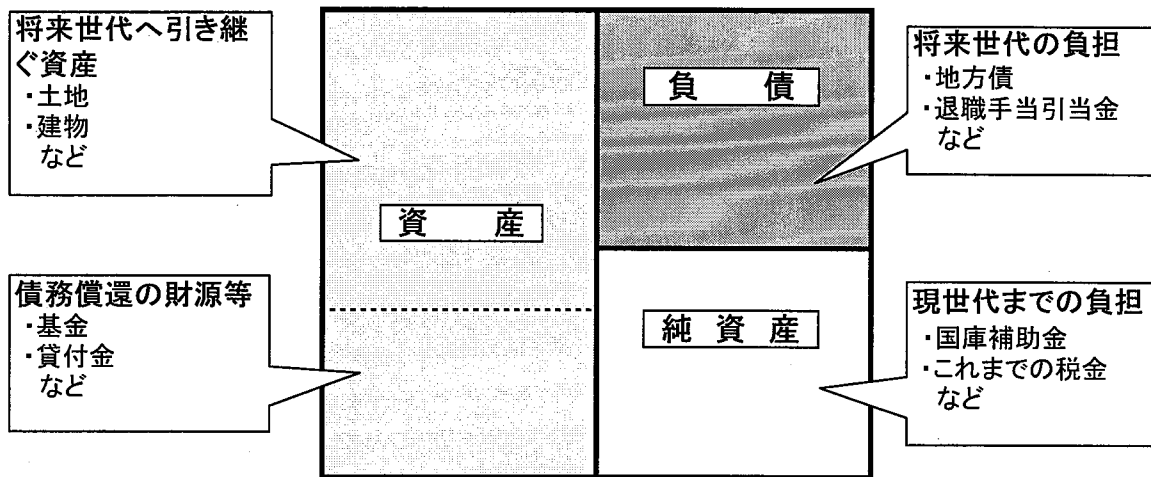 将来世代へ引き継
ぐ資産
・土地
・建物
など
債務償還の財源等
・基金
・貸付金
など
資　産
負　債
純 資 産
将来世代の負担
・地方債
・退職手当引当金
など
現世代までの負担
・国庫補助金
・これまでの税金
など